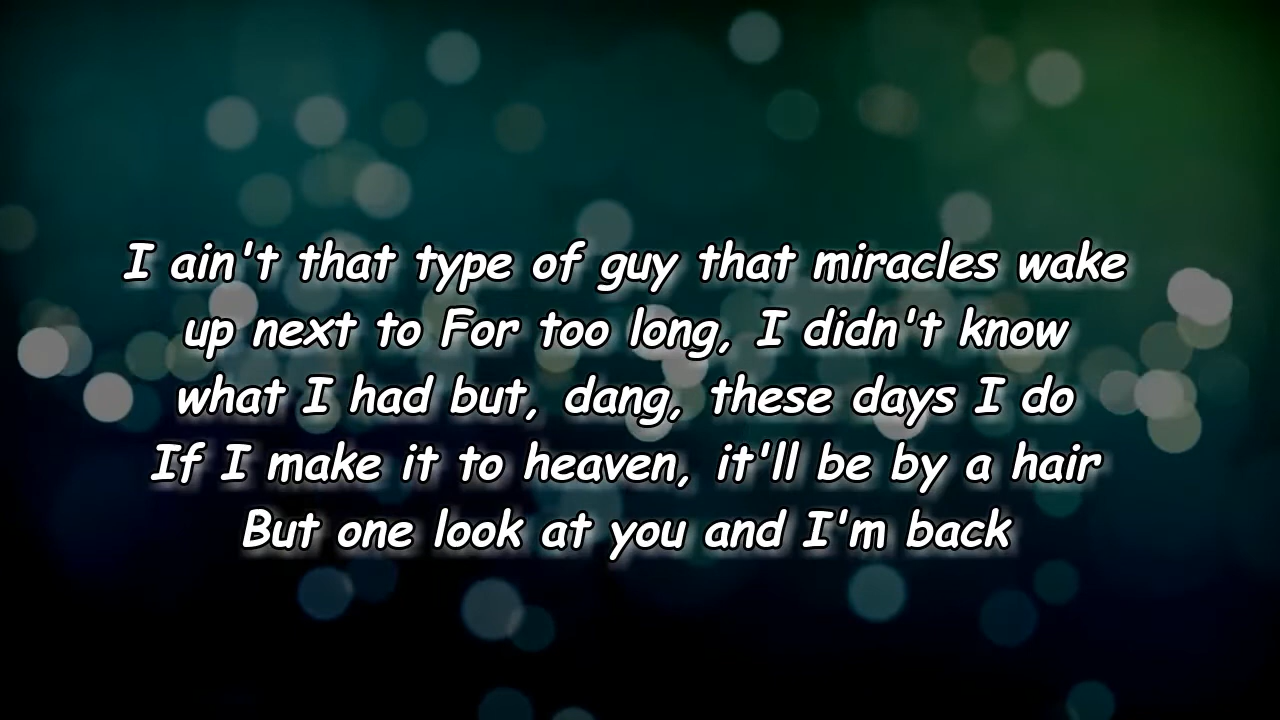 I ain't that type of guy that miracles wake
up next to For too long, I didn't know
what I had but, dang, these days I do
If I make it to heaven, it'll be by a hair
But one look at you and I'm back